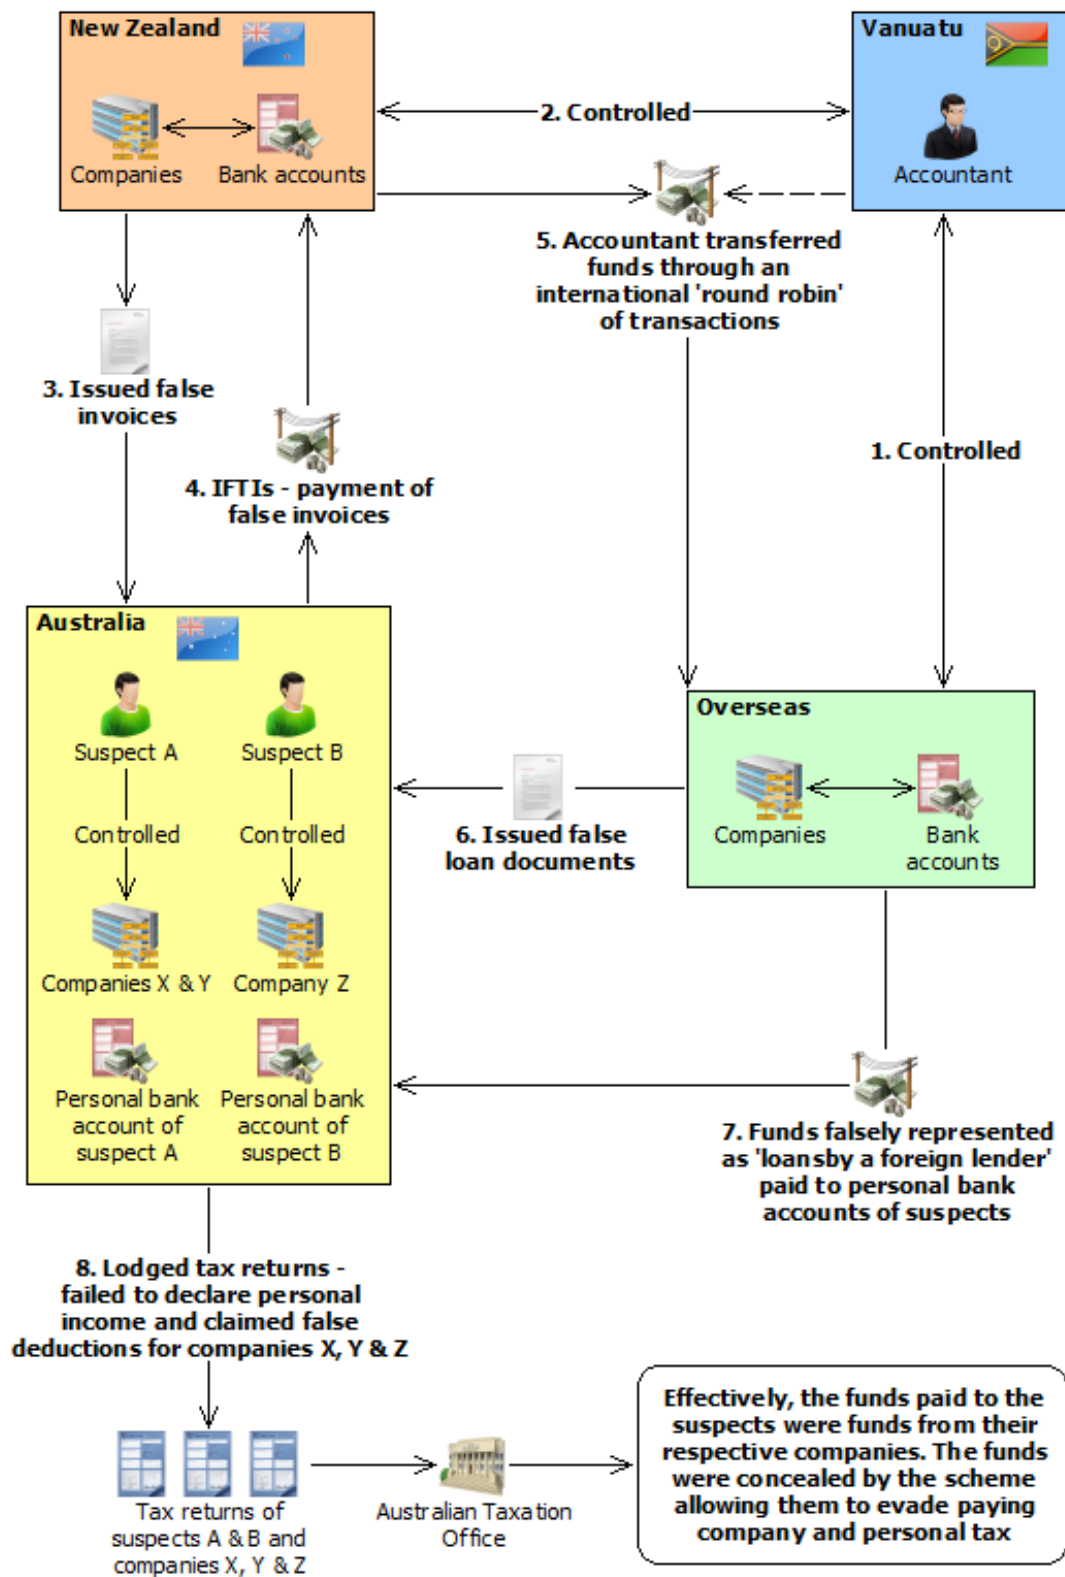 New Zealand
Companies
Bank accounts
Vanuatu
Accountant
2. Controlled
5. Accountant transferred
funds through an
international 'round robin'
of transactions
3. Issued false
invoices
4. IFTIs - payment of
false invoices
1. Controlled
Australia
Suspect A
Suspect B
Controlled
Controlled
Companies X & Y
Company Z
Personal bank
account of
suspect A
Personal bank
account of
suspect B
Overseas
Companies
Bank
accounts
6. Issued false
loan documents
7. Funds falsely represented
as 'loansby a foreign lender'
paid to personal bank
accounts of suspects
8. Lodged tax returns -
failed to declare personal
income and claimed false
deductions for companies X, Y & Z
Tax returns of
suspects A & B and
companies X, Y & Z
Australian Taxation
Office
Effectively, the funds paid to the
suspects were funds from their
respective companies. The funds
were concealed by the scheme
allowing them to evade paying
company and personal tax